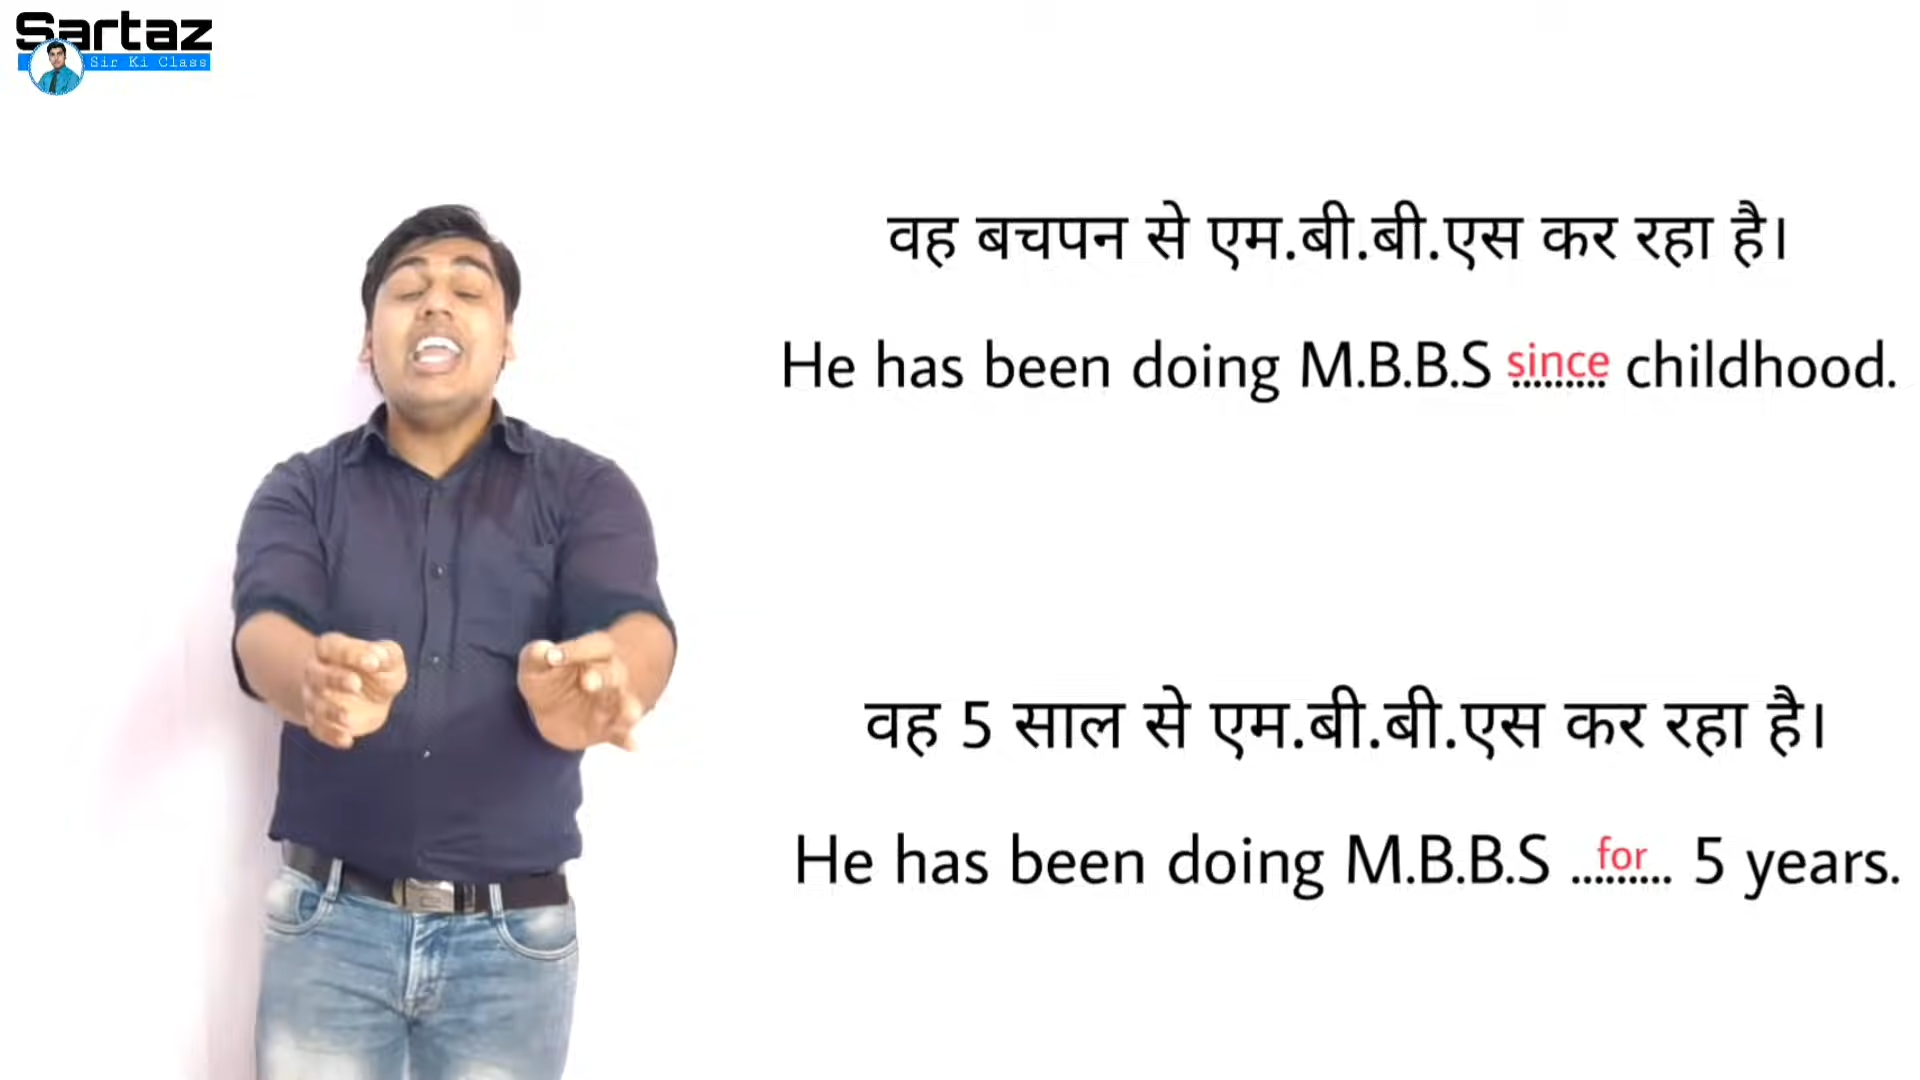 Sartaz
Sir Ki Class
वह बचपन से एम.बी.बी.एस कर रहा है।
He has been doing M.B.B.S since childhood.
वह 5 साल से एम.बी.बी.एस कर रहा है।
He has been doing M.B.B.S ...for... 5 years.